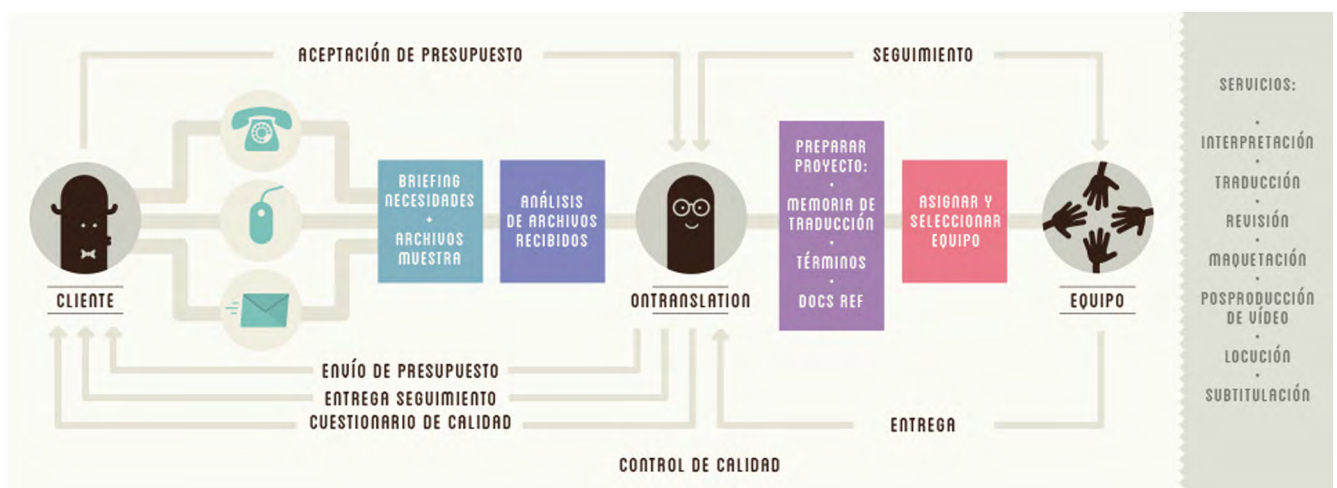 ACEPTACIÓN DE PRESUPUESTO
SEGUIMIENTO
BRIEFING
NECESIDADES
+
ARCHIVOS
MUESTRA
ANÁLISIS
DE ARCHIVOS
RECIBIDOS
PREPARAR
PROYECTO:
·
MEMORIA DE
TRADUCCIÓN
·
TÉRMINOS
·
DOCS REF
ASIGNAR Y
SELECCIONAR
EQUIPO
CLIENTE
ONTRANSLATION
EQUIPO
ENVÍO DE PRESUPUESTO
ENTREGA SEGUIMIENTO
CUESTIONARIO DE CALIDAD
ENTREGA
CONTROL DE CALIDAD
SERVICIOS:
·
INTERPRETACIÓN
·
TRADUCCIÓN
·
REVISIÓN
·
MAQUETACIÓN
·
POSPRODUCCIÓN
DE VÍDEO
·
LOCUCIÓN
·
SUBTITULACIÓN